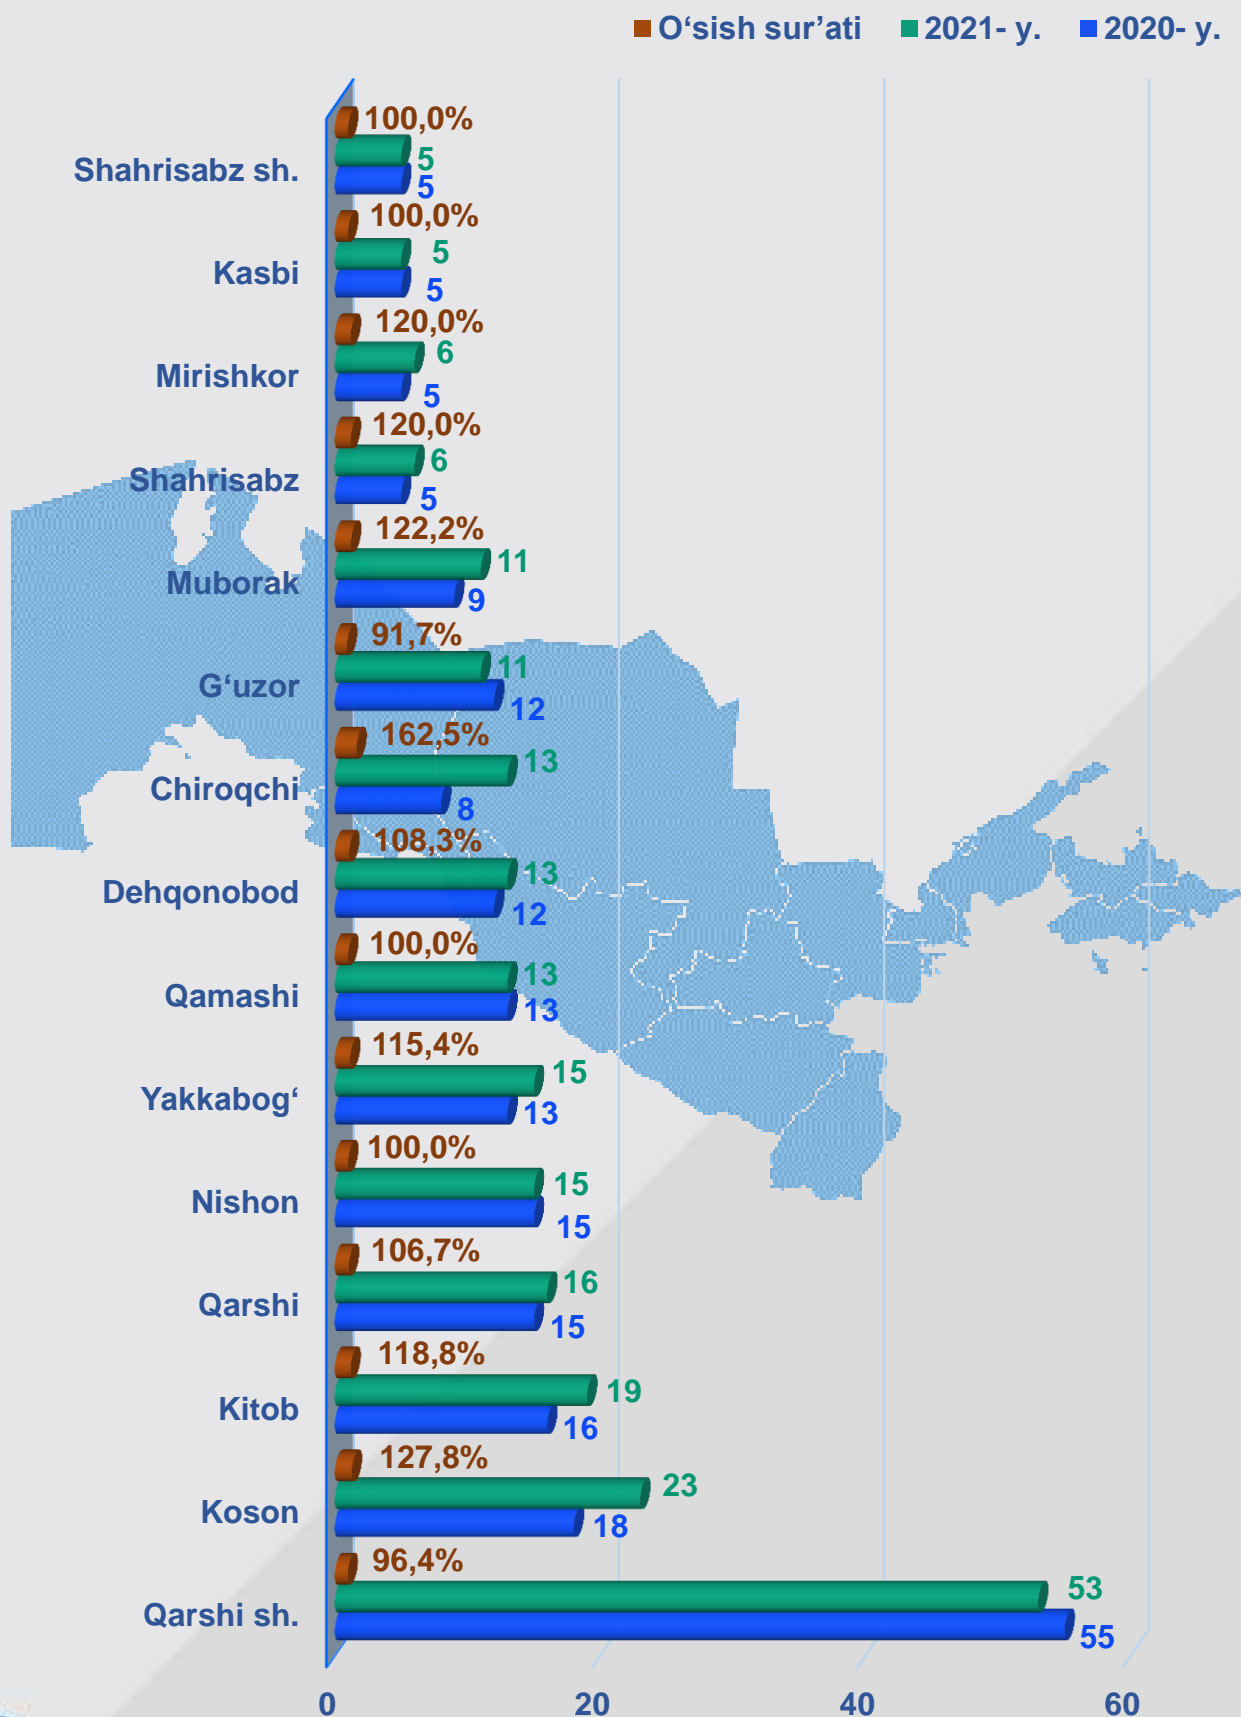 O‘sish sur’ati 2021- y. 2020- y.
100,0%
5
Shahrisabz sh.
5
100,0%
5
Kasbi
5
120,0%
6
Mirishkor
5
120,0%
6
Shahrisabz
5
122,2%
11
Muborak
9
91,7%
11
G‘uzor
12
162,5%
13
Chiroqchi
8
108,3%
13
Dehqonobod
12
100,0%
13
Qamashi
13
115,4%
15
Yakkabog‘
13
100,0%
15
Nishon
15
106,7%
16
Qarshi
15
118,8%
19
Kitob
16
127,8%
23
Koson
18
96,4%
53
Qarshi sh.
55
0 20 40 60